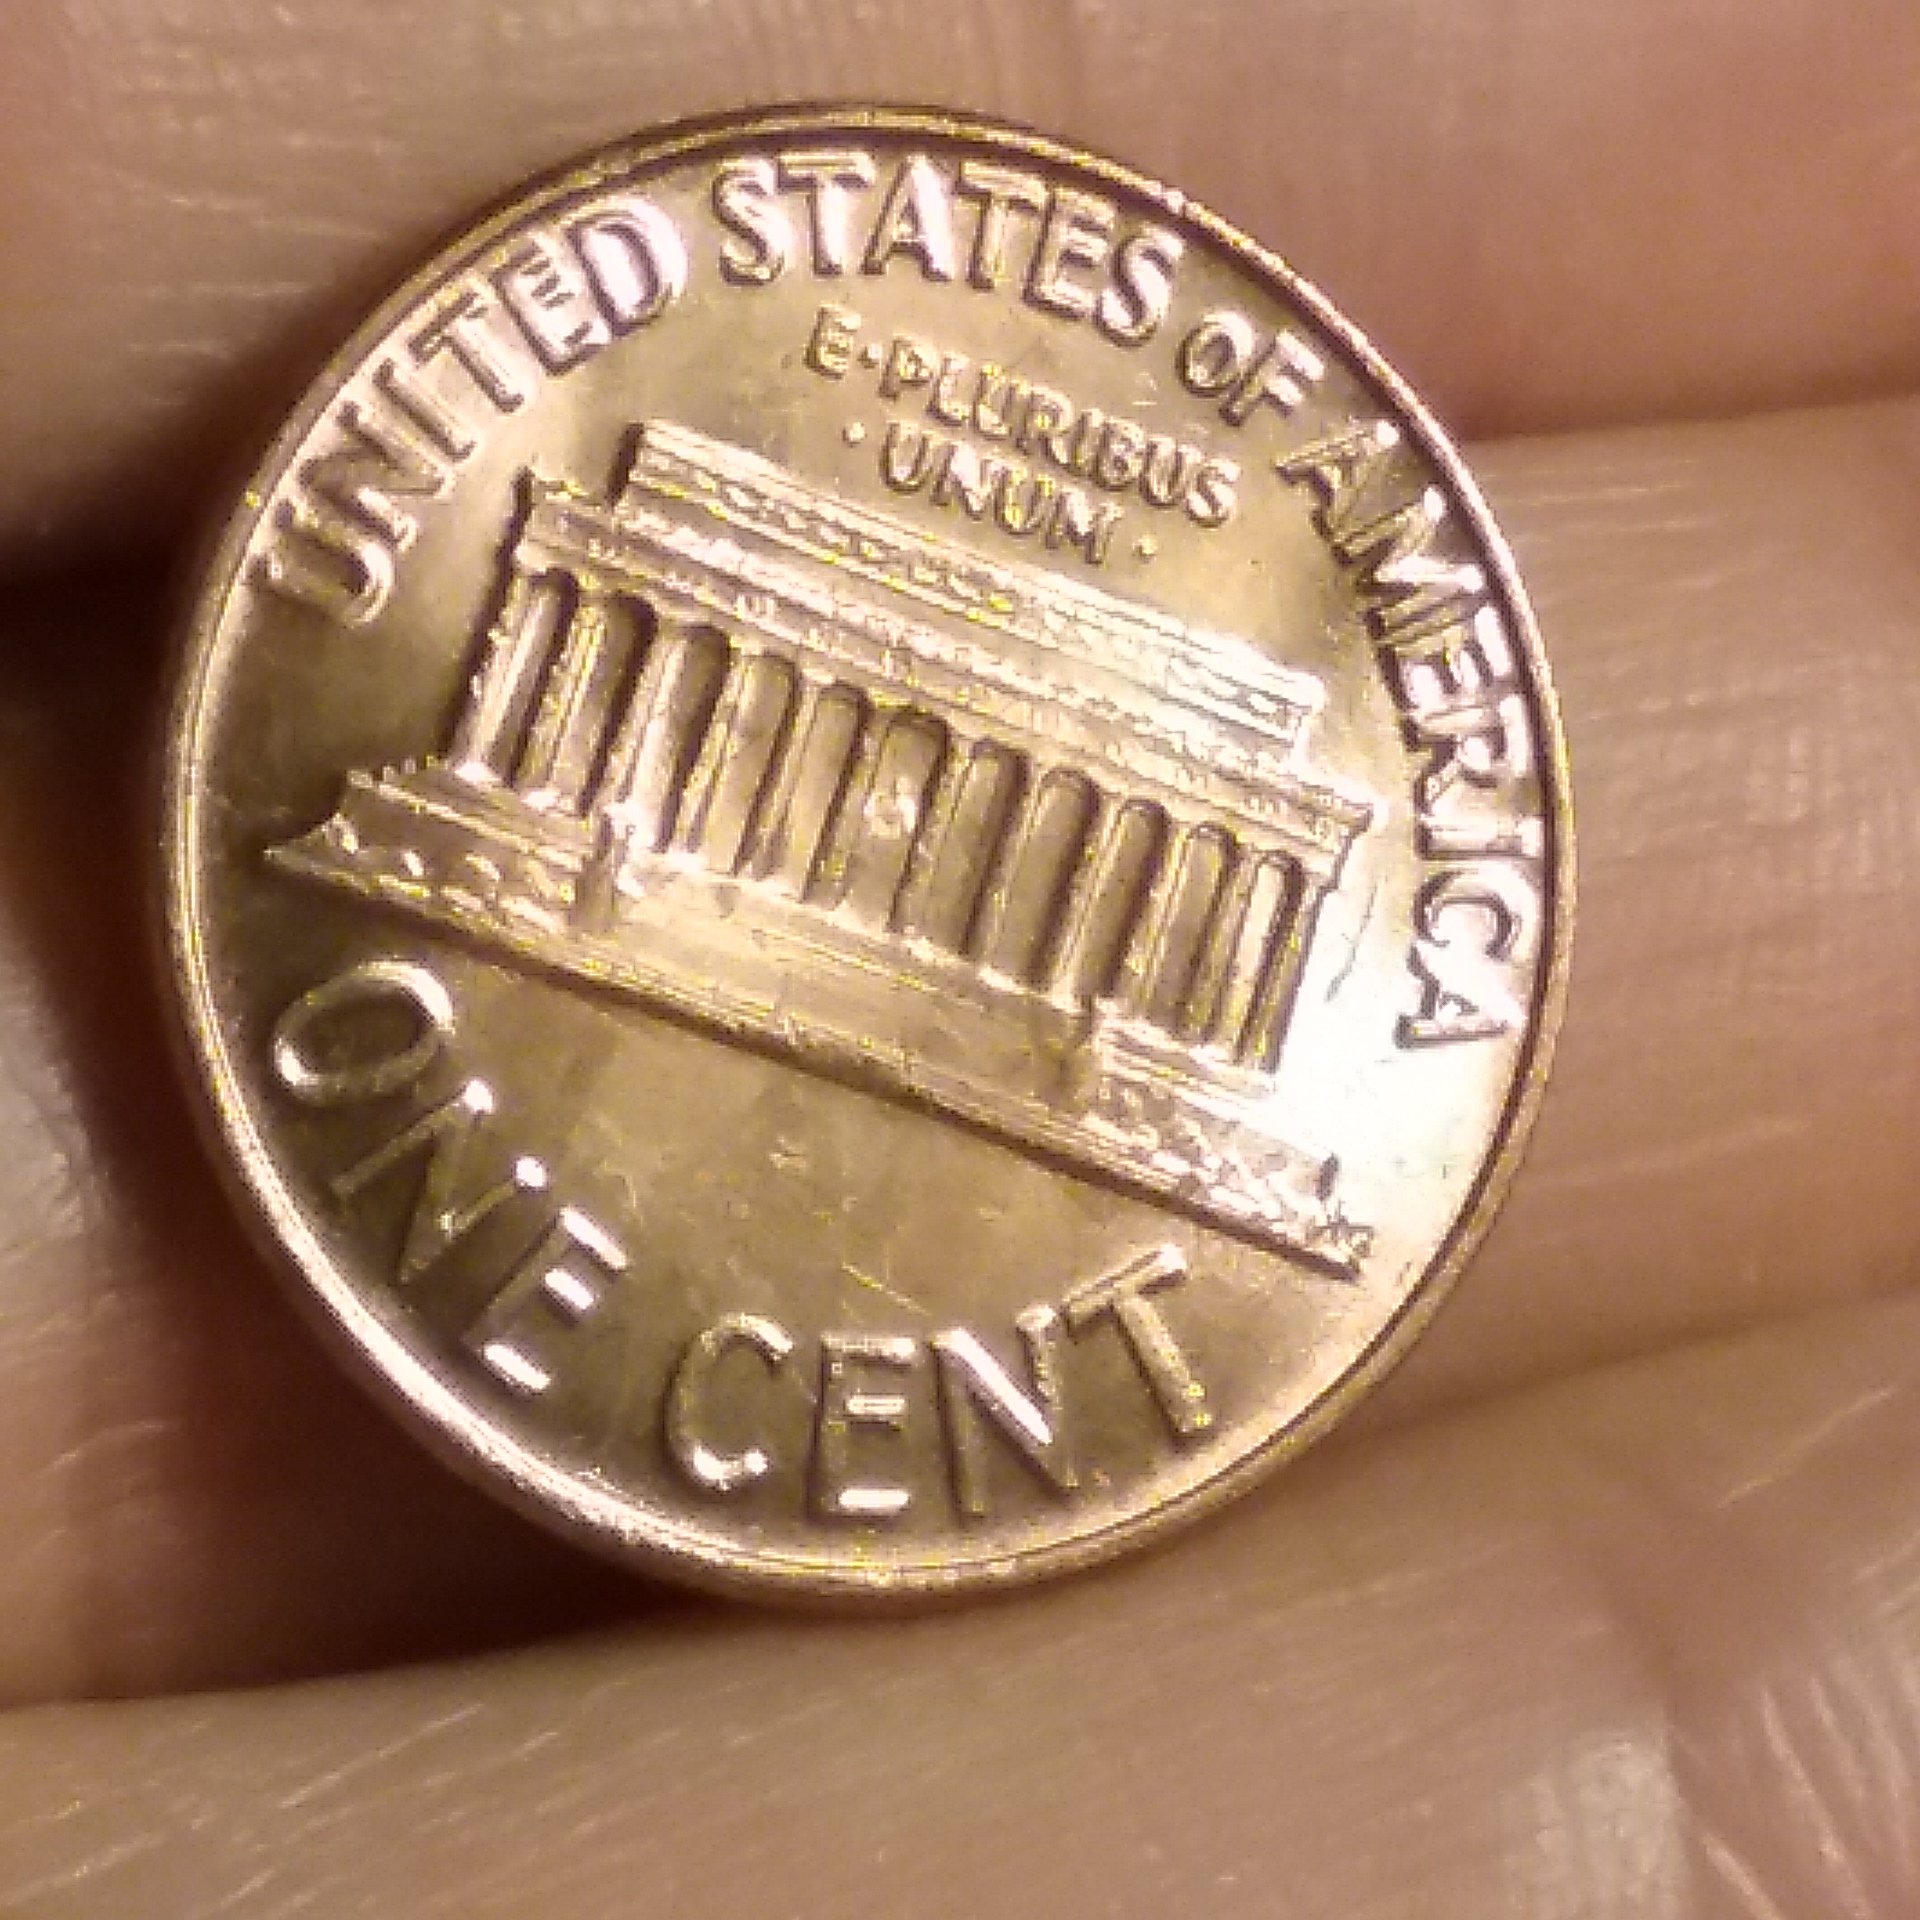 UNITED STATES OF AMERICA
E·PLURIBUS
·UNUM·
ONE CENT